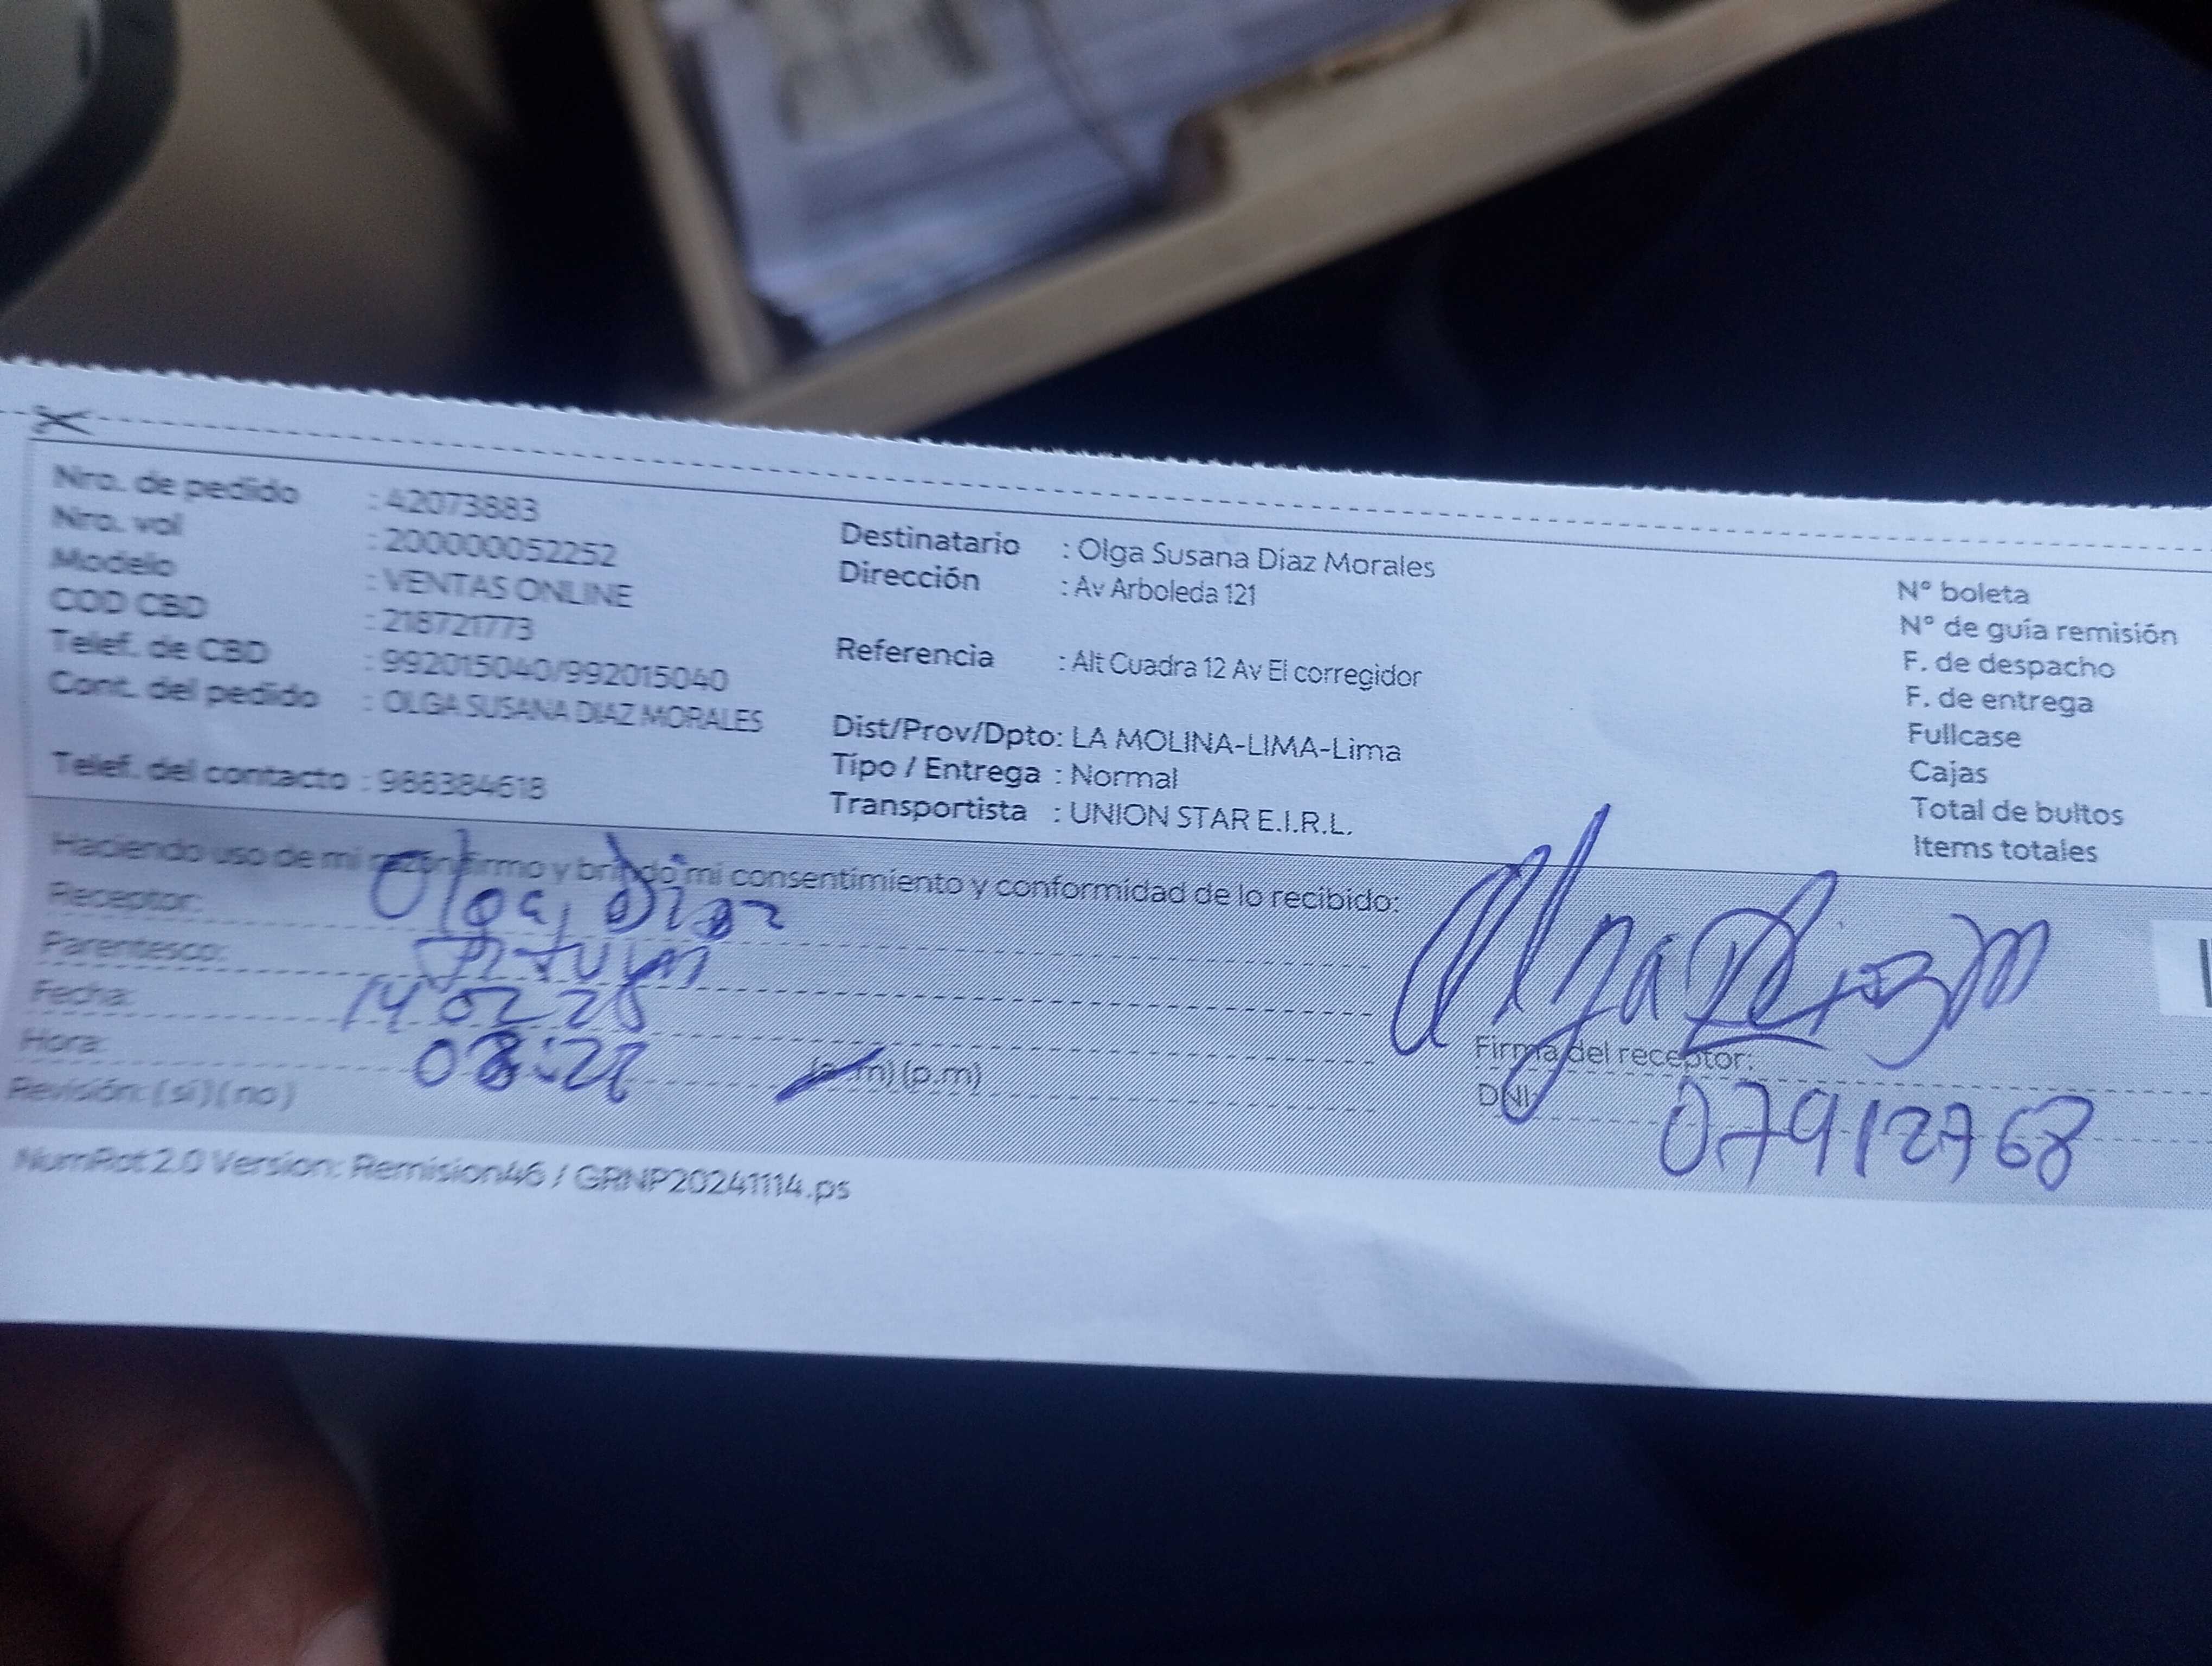 Nro. de pedido : 42073883
Nro. vol : 200000052252
Modelo : VENTAS ONLINE
COD CBD : 218721773
Telef. de CBD : 992015040/992015040
Cont. del pedido : OLGA SUSANA DIAZ MORALES
Telef. del contacto : 988384618
Destinatario : Olga Susana Díaz Morales
Dirección : Av Arboleda 121
Referencia : Alt Cuadra 12 Av El corregidor
Dist/Prov/Dpto: LA MOLINA-LIMA-Lima
Tipo / Entrega : Normal
Transportista : UNION STAR E.I.R.L.
N° boleta
N° de guía remisión
F. de despacho
F. de entrega
Fullcase
Cajas
Total de bultos
Items totales
Haciendo uso de mi razón firmo y brindo mi consentimiento y conformidad de lo recibido:
Receptor: Olga Diaz
Parentesco:
Fecha: 14 02
Hora: (a.m) (p.m)
Revisión: (si) (no)
Olga Diaz M
Firma del receptor:
DNI: 07912768
NumRot 2.0 Version: Remision46 / GRNP20241114.ps